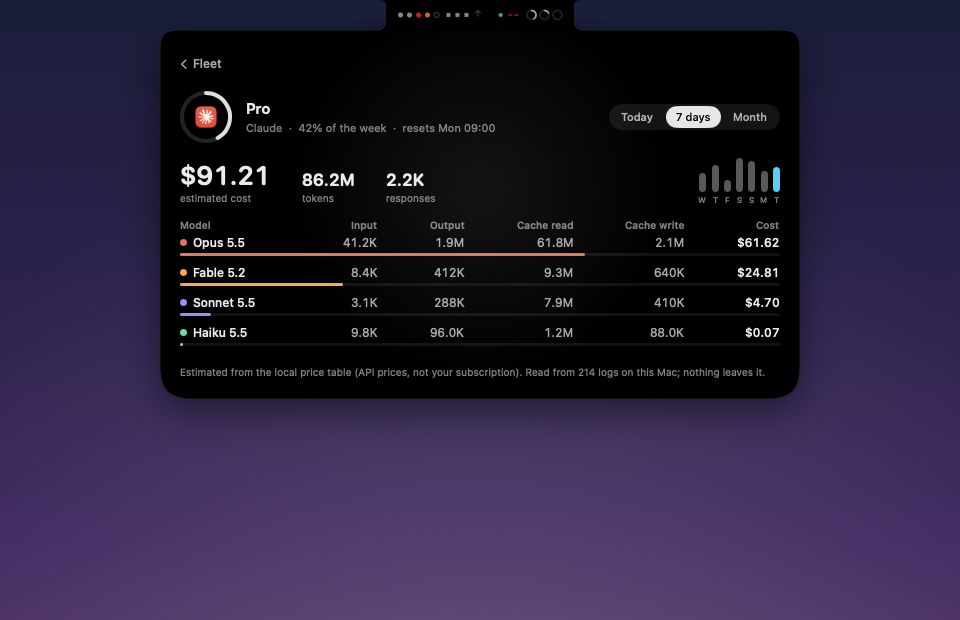 Fleet
Pro
Claude · 42% of the week · resets Mon 09:00
Today 7 days Month
$91.21 86.2M 2.2K
estimated cost tokens responses
W T F S S M T
Model Input Output Cache read Cache write Cost
Opus 5.5 41.2K 1.9M 61.8M 2.1M $61.62
Fable 5.2 8.4K 412K 9.3M 640K $24.81
Sonnet 5.5 3.1K 288K 7.9M 410K $4.70
Haiku 5.5 9.8K 96.0K 1.2M 88.0K $0.07
Estimated from the local price table (API prices, not your subscription). Read from 214 logs on this Mac; nothing leaves it.